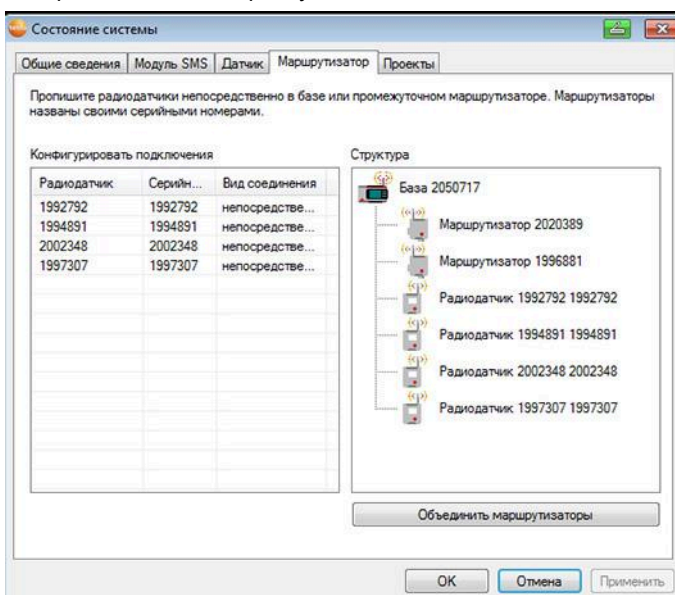 Состояние системы
Общие сведения Модуль SMS Датчик Маршрутизатор Проекты
Пропишите радиодатчики непосредственно в базе или промежуточном маршрутизаторе. Маршрутизаторы
названы своими серийными номерами.
Конфигурировать подключения Структура
Радиодатчик Серийн... Вид соединения
1992792 1992792 непосредстве...
1994891 1994891 непосредстве...
2002348 2002348 непосредстве...
1997307 1997307 непосредстве...
База 2050717
Маршрутизатор 2020389
Маршрутизатор 1996881
Радиодатчик 1992792 1992792
Радиодатчик 1994891 1994891
Радиодатчик 2002348 2002348
Радиодатчик 1997307 1997307
Объединить маршрутизаторы
OK Отмена Применить